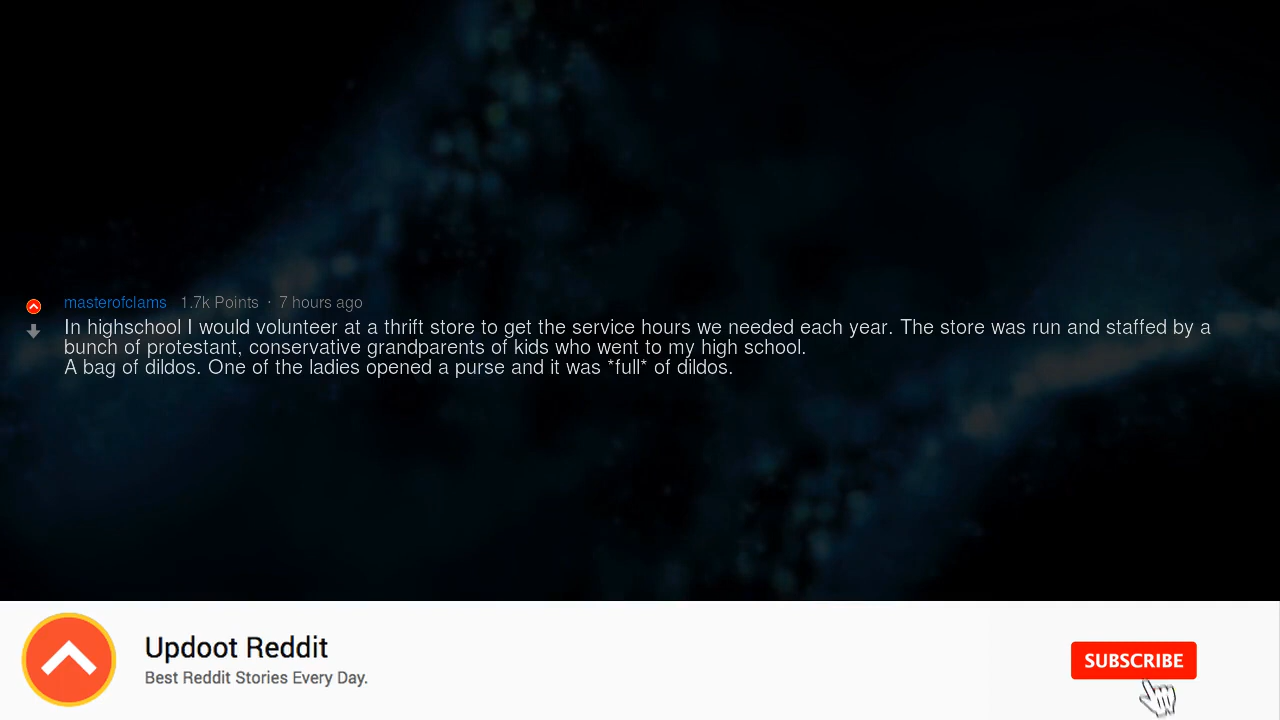 masterofclams 1.7k Points · 7 hours ago
In highschool I would volunteer at a thrift store to get the service hours we needed each year. The store was run and staffed by a
bunch of protestant, conservative grandparents of kids who went to my high school.
A bag of dildos. One of the ladies opened a purse and it was *full* of dildos.
Updoot Reddit
Best Reddit Stories Every Day.
SUBSCRIBE